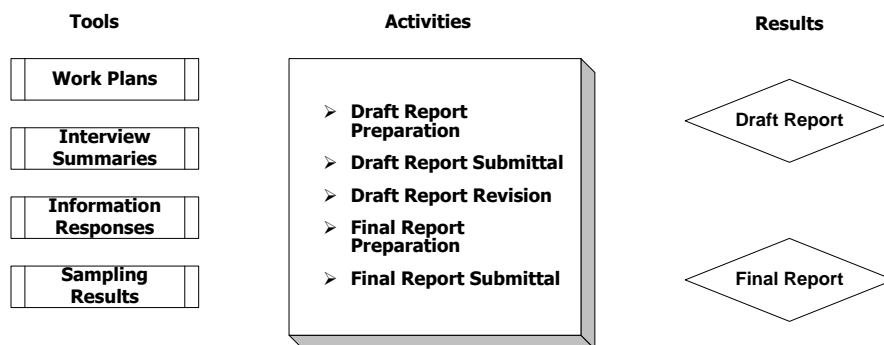 Tools
Activities
Results
Work Plans
Interview
Summaries
Information
Responses
Sampling
Results
➢ Draft Report
Preparation
➢ Draft Report Submittal
➢ Draft Report Revision
➢ Final Report
Preparation
➢ Final Report Submittal
Draft Report
Final Report